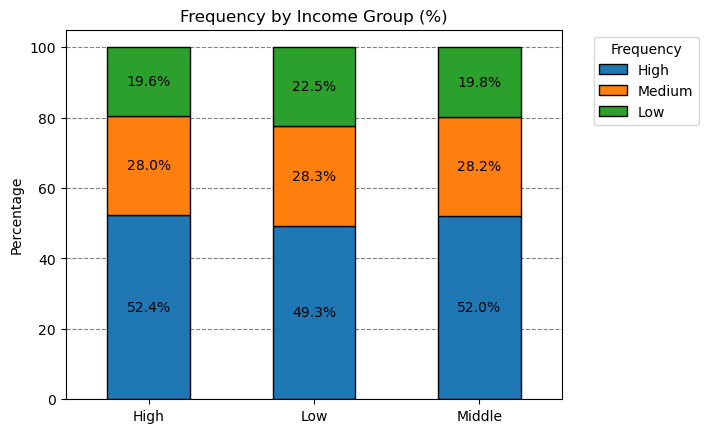 Frequency by Income Group (%)
Frequency
High
Medium
Low
Percentage
100
80
60
40
20
0
19.6%
22.5%
19.8%
28.0%
28.3%
28.2%
52.4%
49.3%
52.0%
High
Low
Middle